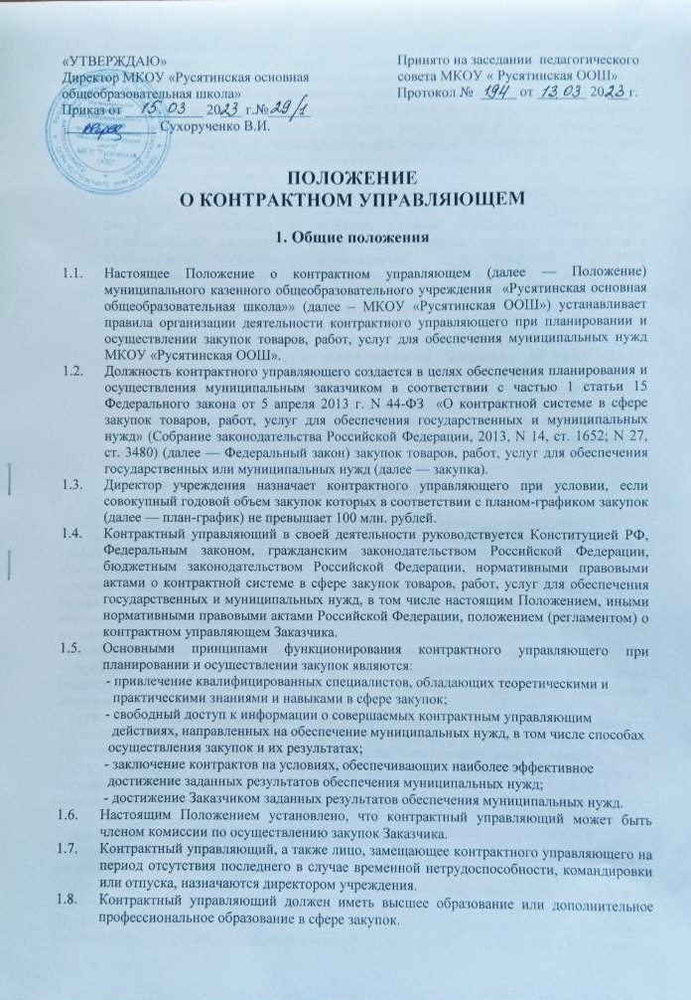 «УТВЕРЖДАЮ»
Директор МКОУ «Русятинская основная
общеобразовательная школа»
Приказ от 15.03 2023 г.№ 29/1
Сухорученко В.И.
Принято на заседании педагогического
совета МКОУ « Русятинская ООШ»
Протокол № 194 от 13.03 2023 г.
ПОЛОЖЕНИЕ
О КОНТРАКТНОМ УПРАВЛЯЮЩЕМ
1. Общие положения
1.1. Настоящее Положение о контрактном управляющем (далее — Положение)
муниципального казенного общеобразовательного учреждения «Русятинская основная
общеобразовательная школа»» (далее – МКОУ «Русятинская ООШ») устанавливает
правила организации деятельности контрактного управляющего при планировании и
осуществлении закупок товаров, работ, услуг для обеспечения муниципальных нужд
МКОУ «Русятинская ООШ».
1.2. Должность контрактного управляющего создается в целях обеспечения планирования и
осуществления муниципальным заказчиком в соответствии с частью 1 статьи 15
Федерального закона от 5 апреля 2013 г. N 44-ФЗ «О контрактной системе в сфере
закупок товаров, работ, услуг для обеспечения государственных и муниципальных
нужд» (Собрание законодательства Российской Федерации, 2013, N 14, ст. 1652; N 27,
ст. 3480) (далее — Федеральный закон) закупок товаров, работ, услуг для обеспечения
государственных или муниципальных нужд (далее — закупка).
1.3. Директор учреждения назначает контрактного управляющего при условии, если
совокупный годовой объем закупок которых в соответствии с планом-графиком закупок
(далее — план-график) не превышает 100 млн. рублей.
1.4. Контрактный управляющий в своей деятельности руководствуется Конституцией РФ,
Федеральным законом, гражданским законодательством Российской Федерации,
бюджетным законодательством Российской Федерации, нормативными правовыми
актами о контрактной системе в сфере закупок товаров, работ, услуг для обеспечения
государственных и муниципальных нужд, в том числе настоящим Положением, иными
нормативными правовыми актами Российской Федерации, положением (регламентом) о
контрактном управляющем Заказчика.
1.5. Основными принципами функционирования контрактного управляющего при
планировании и осуществлении закупок являются:
- привлечение квалифицированных специалистов, обладающих теоретическими и
практическими знаниями и навыками в сфере закупок;
- свободный доступ к информации о совершаемых контрактным управляющим
действиях, направленных на обеспечение муниципальных нужд, в том числе способах
осуществления закупок и их результатах;
- заключение контрактов на условиях, обеспечивающих наиболее эффективное
достижение заданных результатов обеспечения муниципальных нужд;
- достижение Заказчиком заданных результатов обеспечения муниципальных нужд.
1.6. Настоящим Положением установлено, что контрактный управляющий может быть
членом комиссии по осуществлению закупок Заказчика.
1.7. Контрактный управляющий, а также лицо, замещающее контрактного управляющего на
период отсутствия последнего в случае временной нетрудоспособности, командировки
или отпуска, назначаются директором учреждения.
1.8. Контрактный управляющий должен иметь высшее образование или дополнительное
профессиональное образование в сфере закупок.